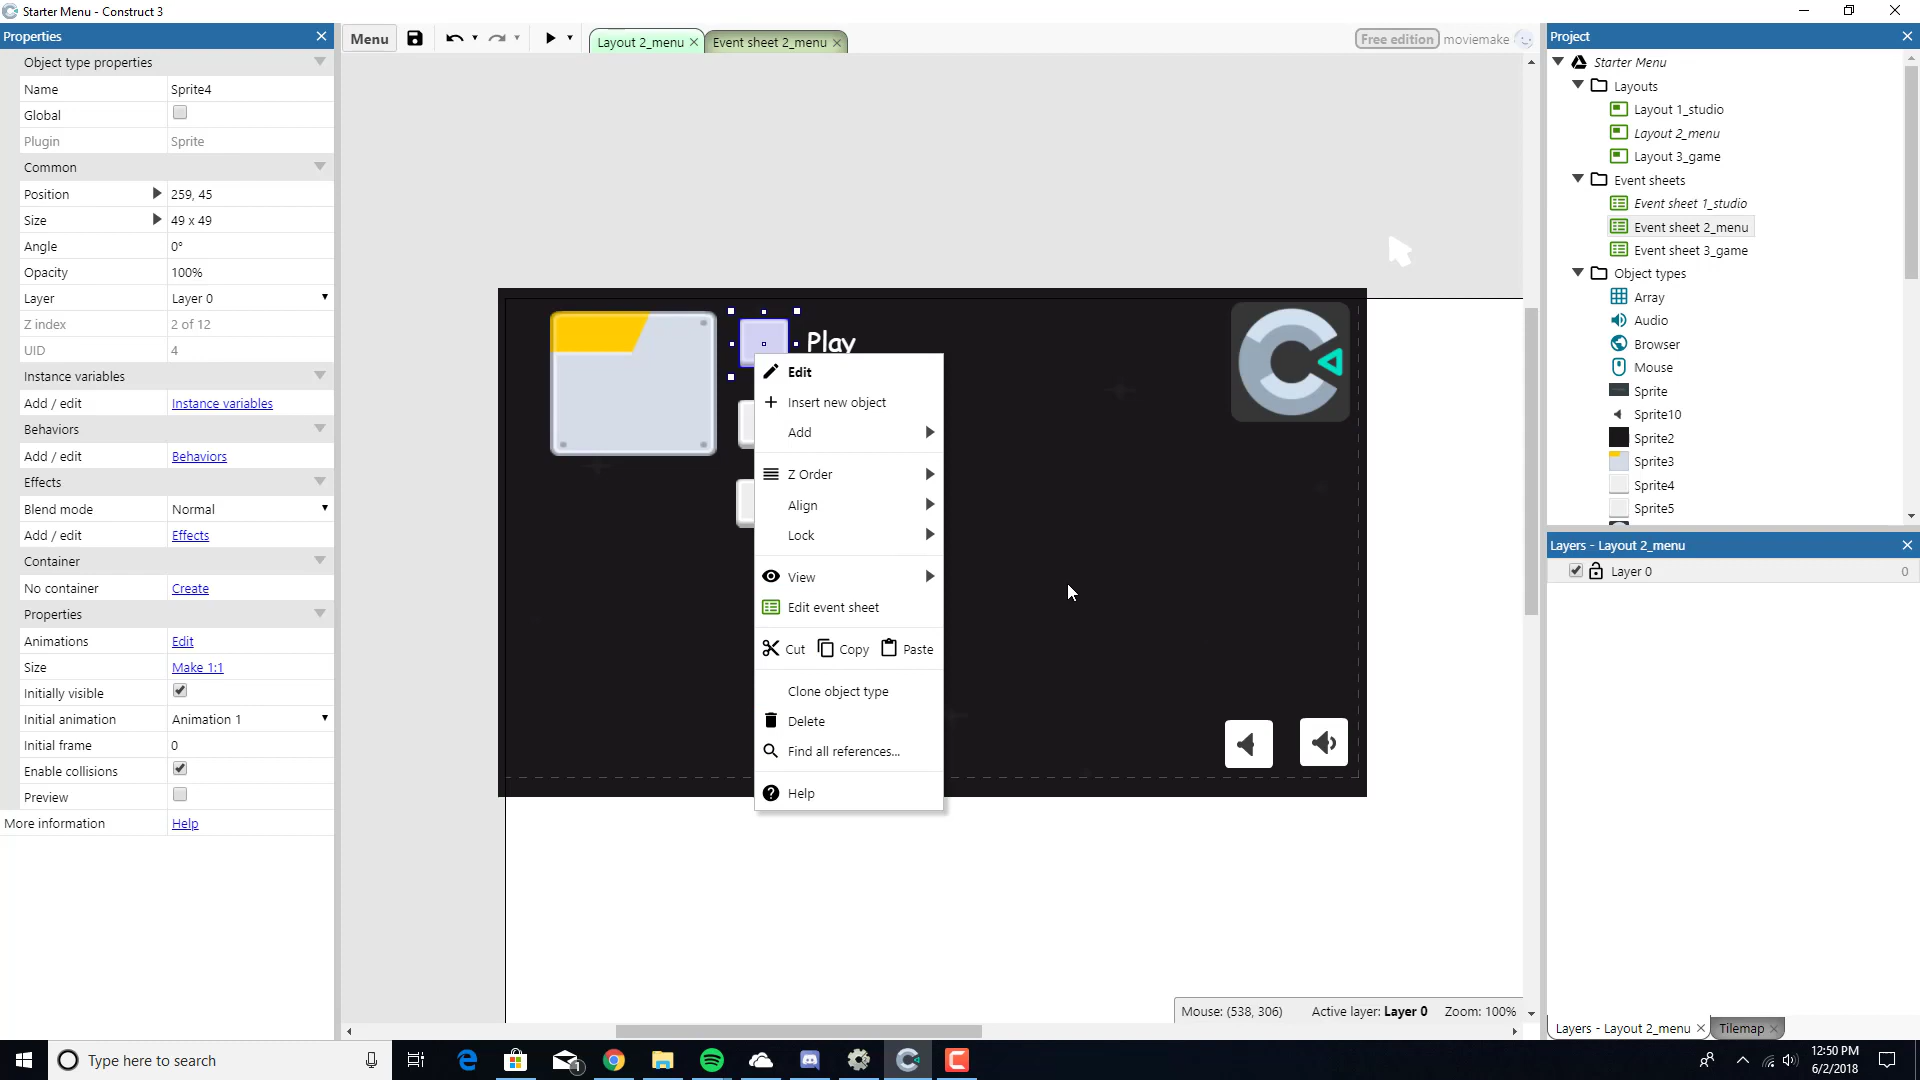 Starter Menu - Construct 3
Properties
Object type properties
Name Sprite4
Global
Plugin Sprite
Common
Position 259, 45
Size 49 x 49
Angle 0°
Opacity 100%
Layer Layer 0
Z index 2 of 12
UID 4
Instance variables
Add / edit Instance variables
Behaviors
Add / edit Behaviors
Effects
Blend mode Normal
Add / edit Effects
Container
No container Create
Properties
Animations Edit
Size Make 1:1
Initially visible
Initial animation Animation 1
Initial frame 0
Enable collisions
Preview
More information Help
Menu
Layout 2_menu
Event sheet 2_menu
Free edition moviemake
Play
Edit
Insert new object
Add
Z Order
Align
Lock
View
Edit event sheet
Cut Copy Paste
Clone object type
Delete
Find all references...
Help
Mouse: (538, 306) Active layer: Layer 0 Zoom: 100%
Project
Starter Menu
Layouts
Layout 1_studio
Layout 2_menu
Layout 3_game
Event sheets
Event sheet 1_studio
Event sheet 2_menu
Event sheet 3_game
Object types
Array
Audio
Browser
Mouse
Sprite
Sprite10
Sprite2
Sprite3
Sprite4
Sprite5
Layers - Layout 2_menu
Layer 0 0
Layers - Layout 2_menu Tilemap
Type here to search
1
12:50 PM
6/2/2018